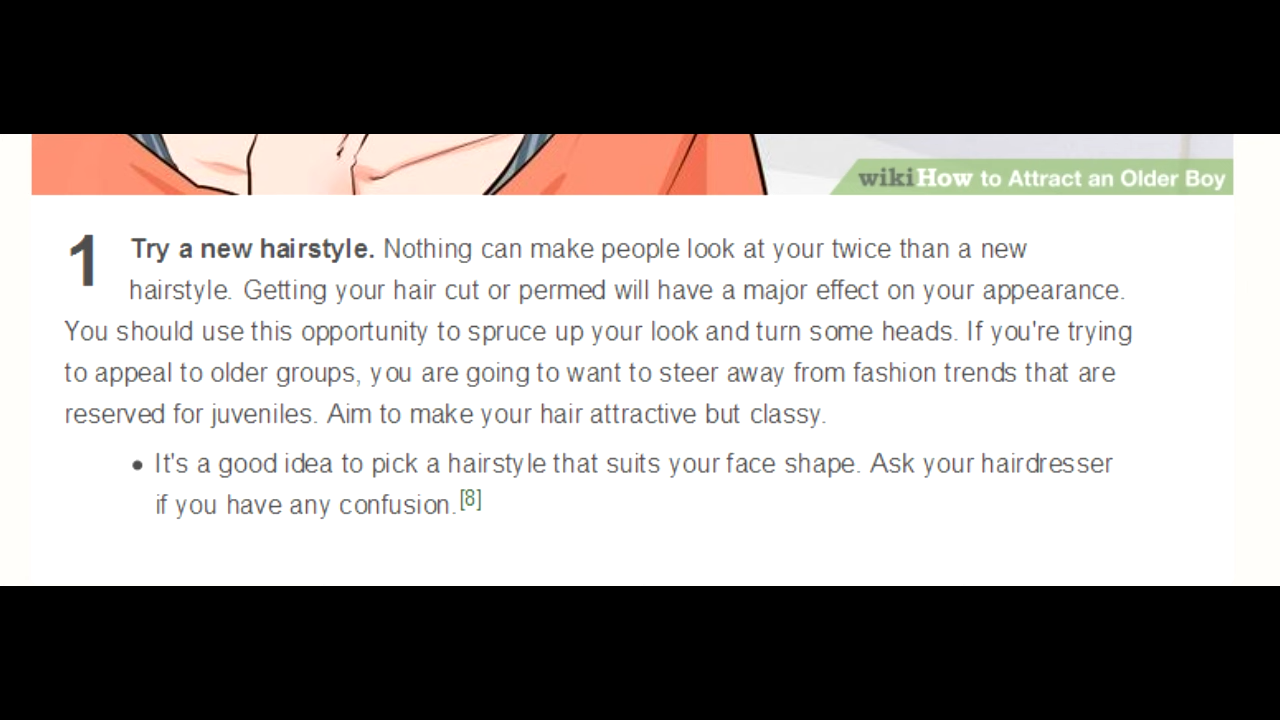 wikiHow to Attract an Older Boy
1 Try a new hairstyle. Nothing can make people look at your twice than a new
hairstyle. Getting your hair cut or permed will have a major effect on your appearance.
You should use this opportunity to spruce up your look and turn some heads. If you're trying
to appeal to older groups, you are going to want to steer away from fashion trends that are
reserved for juveniles. Aim to make your hair attractive but classy.
• It's a good idea to pick a hairstyle that suits your face shape. Ask your hairdresser
if you have any confusion.[8]